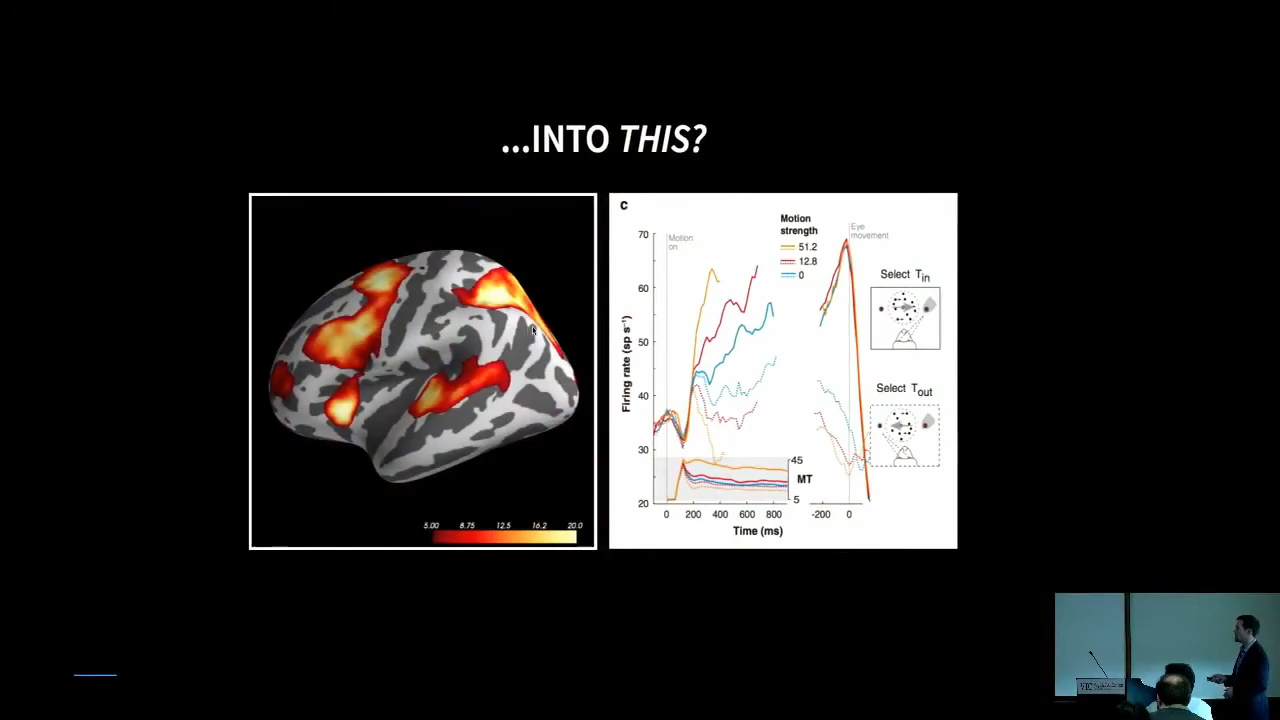 ...INTO THIS?
5.00 8.75 12.5 16.2 20.0
C
Motion
strength
51.2
12.8
0
Motion
on
Eye
movement
Select Tin
Select Tout
Firing rate (sp s⁻¹)
70
60
50
40
30
20
45
MT
5
0 200 400 600 800 -200 0
Time (ms)